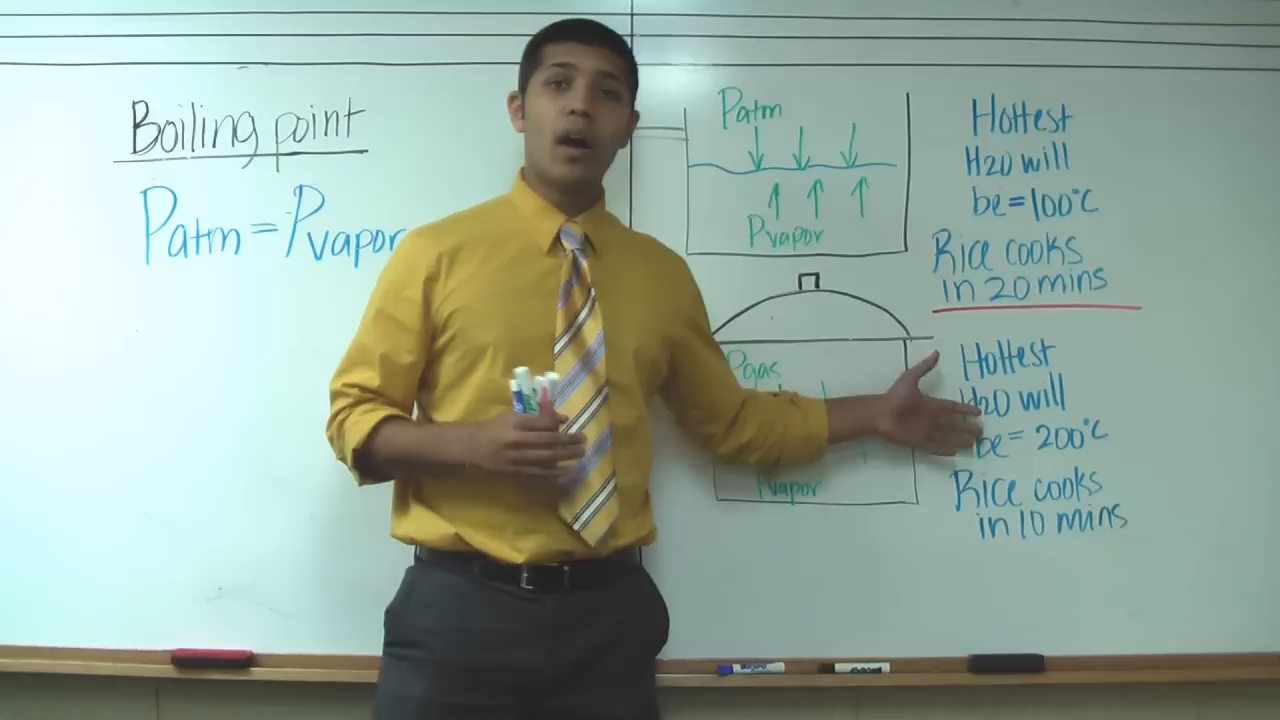 Boiling point
Patm = Pvapor
Patm
Pvapor
Hottest
H2O will
be = 100°C
Rice cooks
in 20 mins
Pgas
Hottest
H2O will
be = 200°C
Rice cooks
in 10 mins